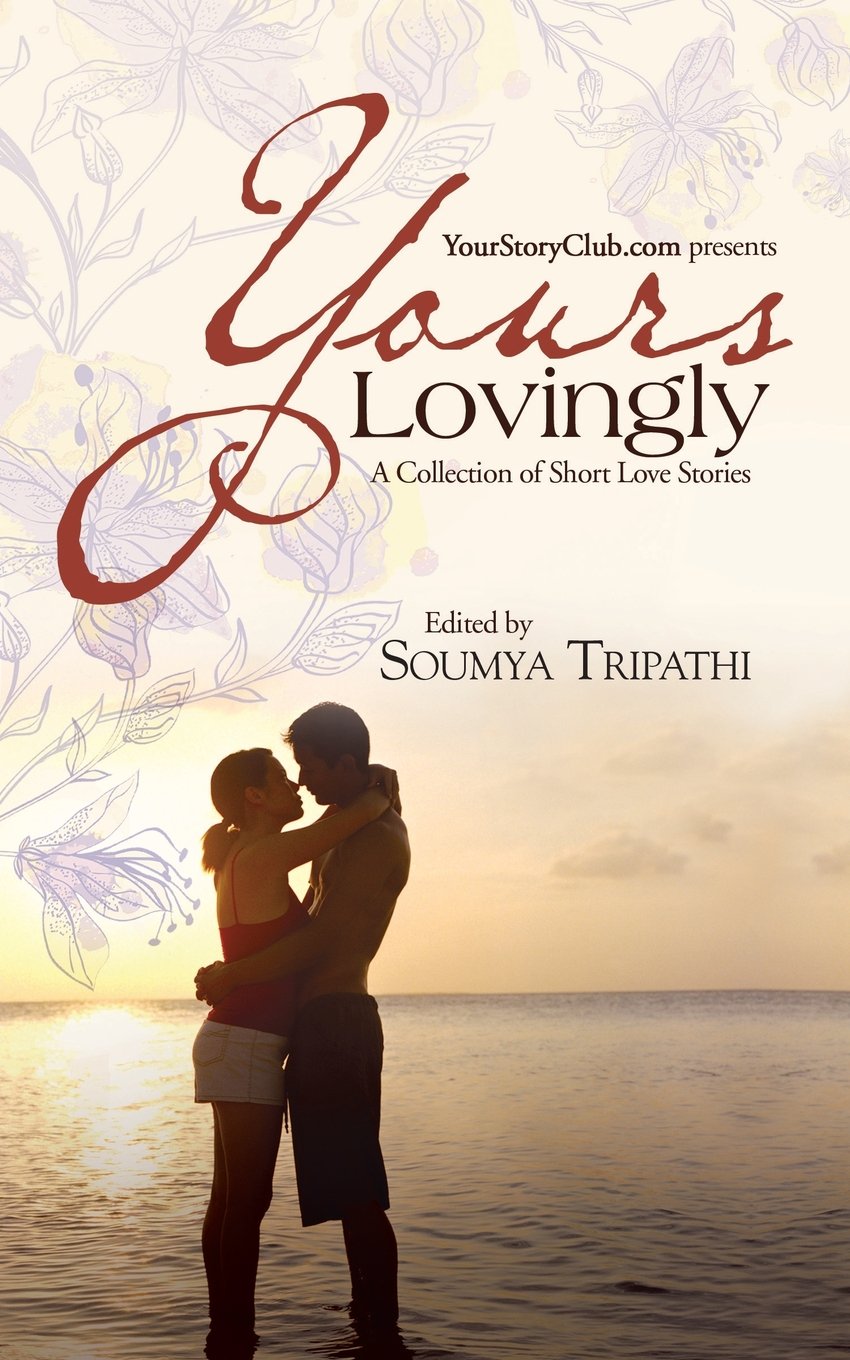 YourStoryClub.com presents
Yours
Lovingly
A Collection of Short Love Stories
Edited by
SOUMYA TRIPATHI